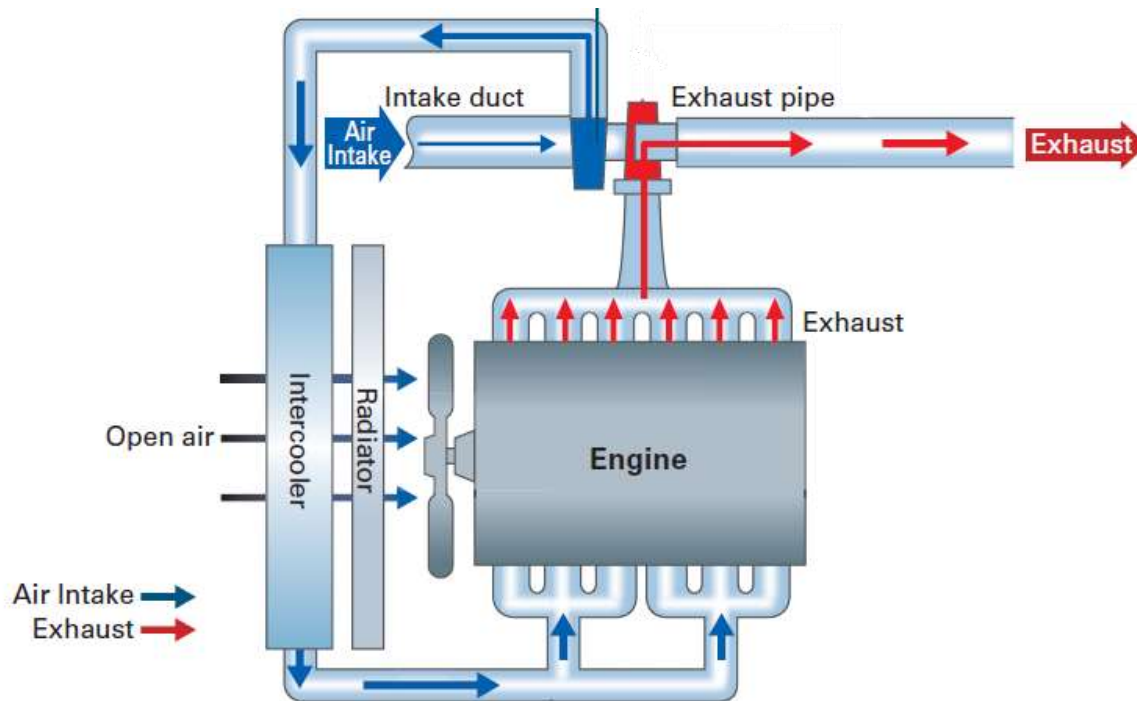 Intake duct
Exhaust pipe
Air
Intake
Exhaust
Exhaust
Intercooler
Radiator
Open air
Engine
Air Intake
Exhaust